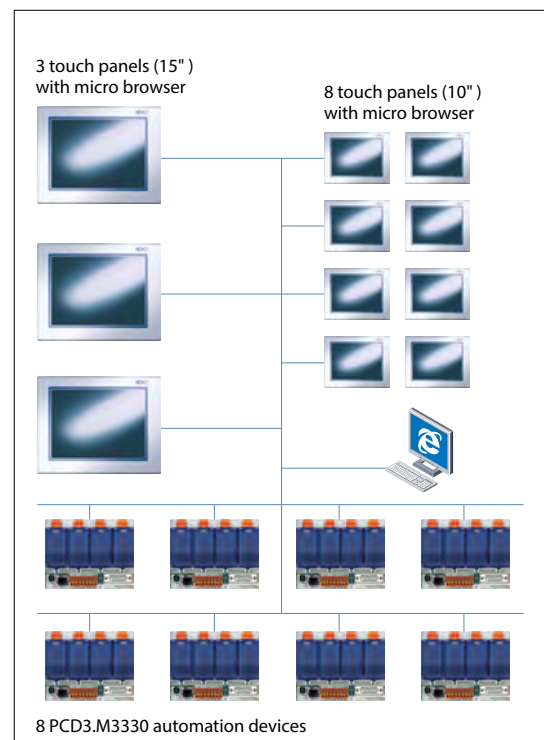 3 touch panels (15" )
with micro browser
8 touch panels (10" )
with micro browser
8 PCD3.M3330 automation devices